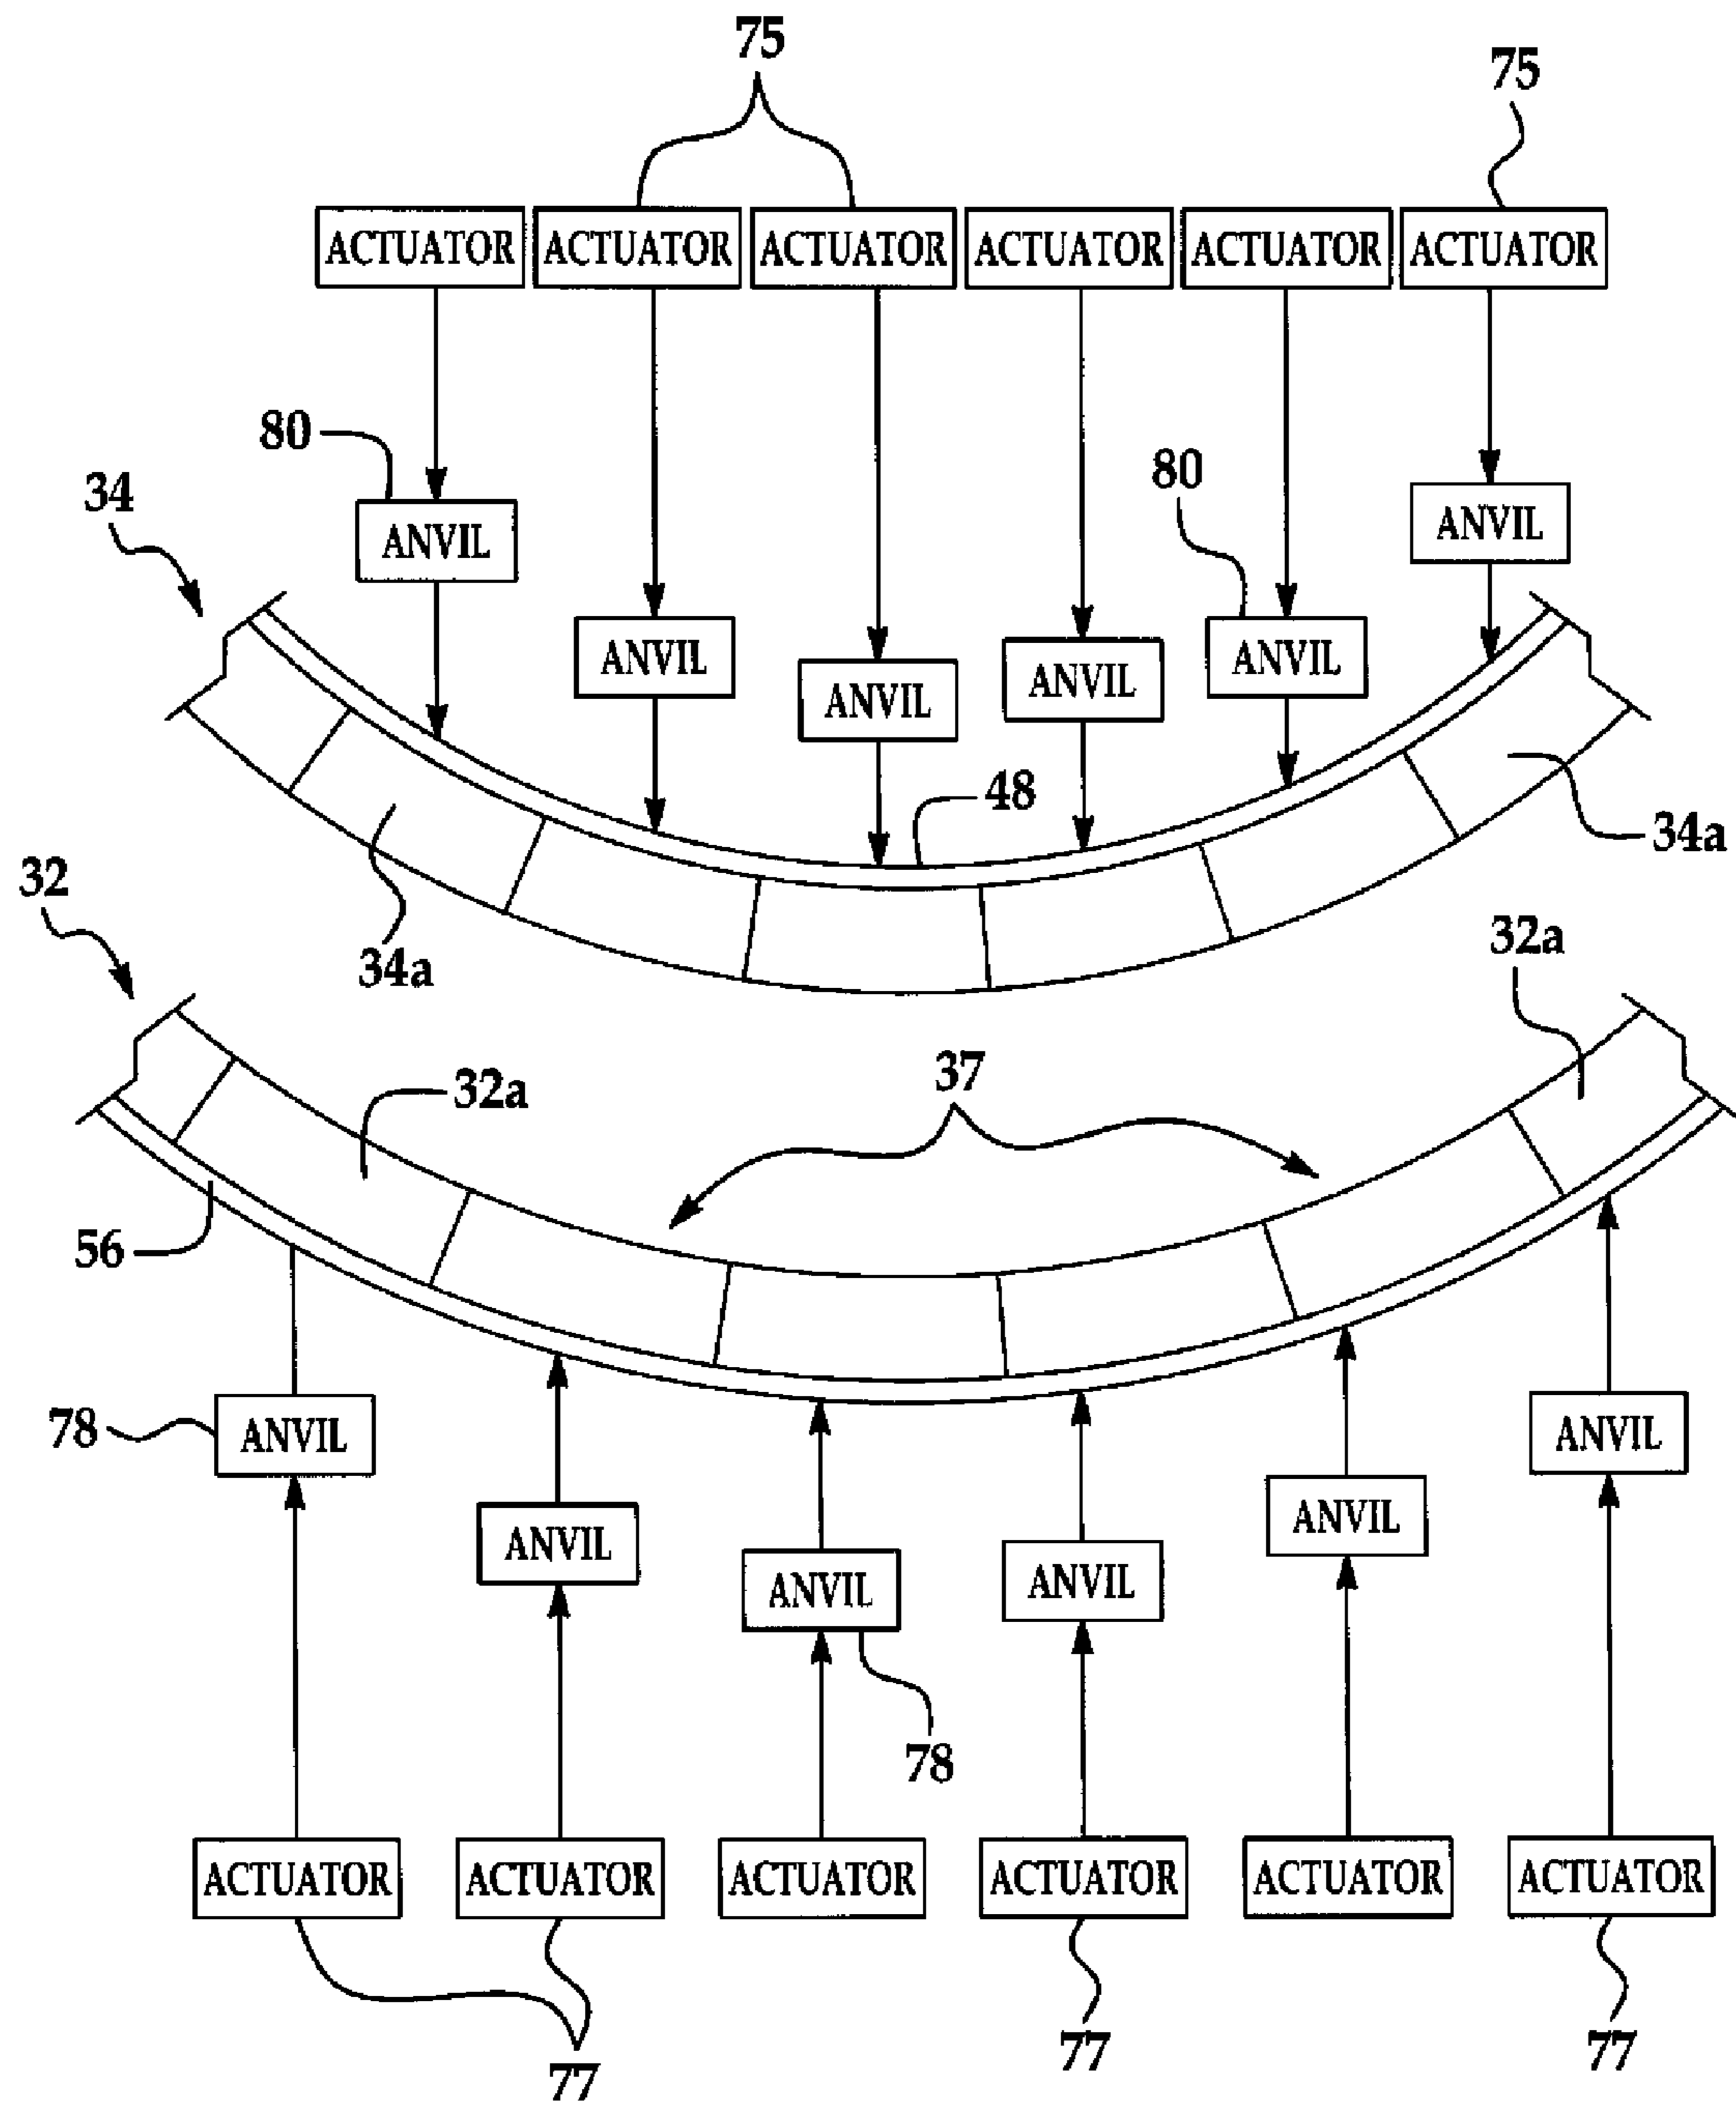 75
75
ACTUATOR ACTUATOR ACTUATOR ACTUATOR ACTUATOR ACTUATOR
80
80
34
ANVIL
ANVIL
ANVIL
ANVIL
ANVIL
ANVIL
48
34a
32
34a
32a
37
32a
56
78
ANVIL
ANVIL
ANVIL
ANVIL
ANVIL
ANVIL
78
ACTUATOR ACTUATOR ACTUATOR ACTUATOR ACTUATOR ACTUATOR
77
77
77